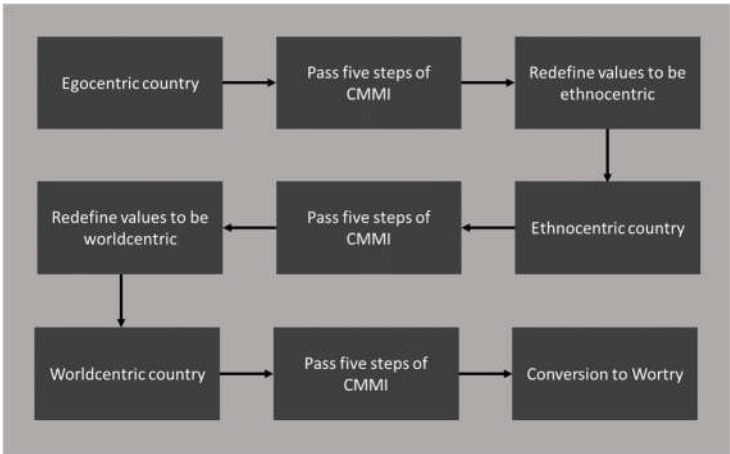 Egocentric country
Pass five steps of
CMMI
Redefine values to be
ethnocentric
Ethnocentric country
Pass five steps of
CMMI
Redefine values to be
worldcentric
Worldcentric country
Pass five steps of
CMMI
Conversion to Wortry